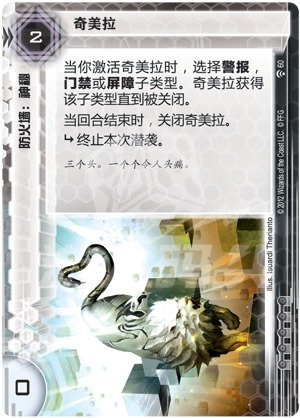 奇美拉
2
防火墙：神秘
当你激活奇美拉时，选择警报，
门禁或屏障子类型。奇美拉获得
该子类型直到被关闭。
当回合结束时，关闭奇美拉。
↳ 终止本次潜袭。
三个头。一个个令人头痛。
60
© 2012 Wizards of the Coast LLC. © FFG
Illus. Isuardi Therianto
0